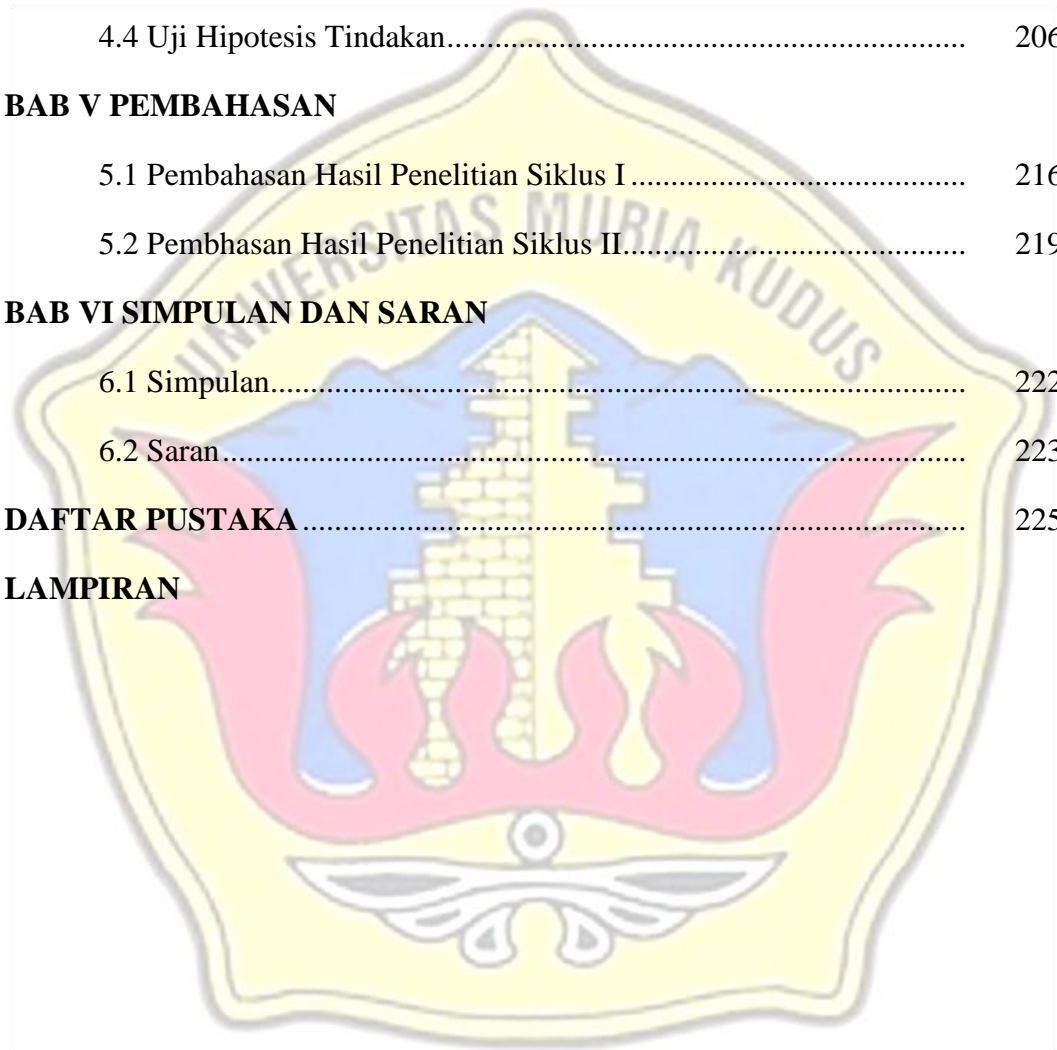 4.4 Uji Hipotesis Tindakan.................................................................... 206
BAB V PEMBAHASAN
5.1 Pembahasan Hasil Penelitian Siklus I............................................ 216
5.2 Pembhasan Hasil Penelitian Siklus II............................................. 219
UNIVERSITAS MURIA KUDUS
BAB VI SIMPULAN DAN SARAN
6.1 Simpulan........................................................................................... 222
6.2 Saran................................................................................................. 223
DAFTAR PUSTAKA....................................................................................... 225
LAMPIRAN